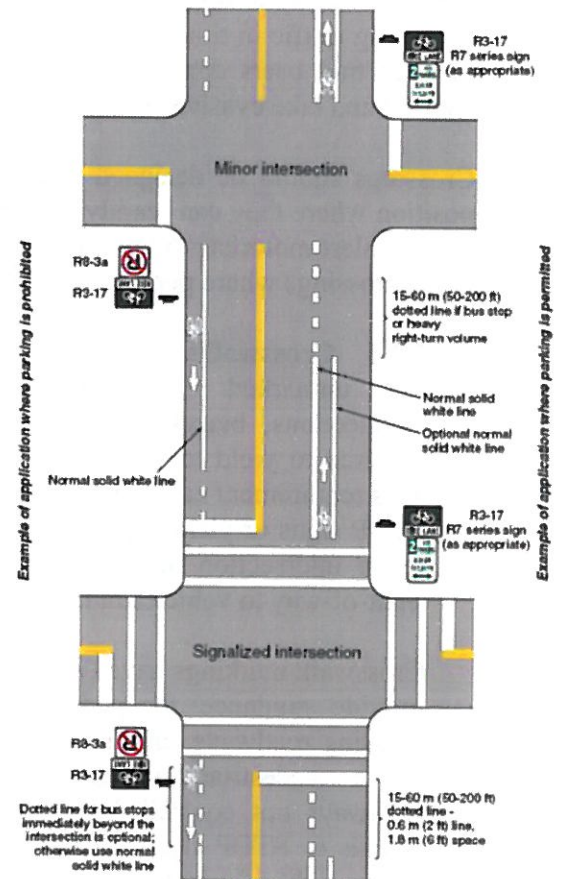 R3-17
R7 series sign
(as appropriate)
Minor intersection
Example of application where parking is prohibited
R8-3a
R3-17
15-60 m (50-200 ft)
dotted line if bus stop
or heavy
right-turn volume
Example of application where parking is permitted
Normal solid
white line
Optional normal
solid white line
Normal solid white line
R3-17
R7 series sign
(as appropriate)
Signalized intersection
R8-3a
R3-17
Dotted line for bus stops
immediately beyond the
intersection is optional;
otherwise use normal
solid white line
15-60 m (50-200 ft)
dotted line -
0.6 m (2 ft) line,
1.8 m (6 ft) space